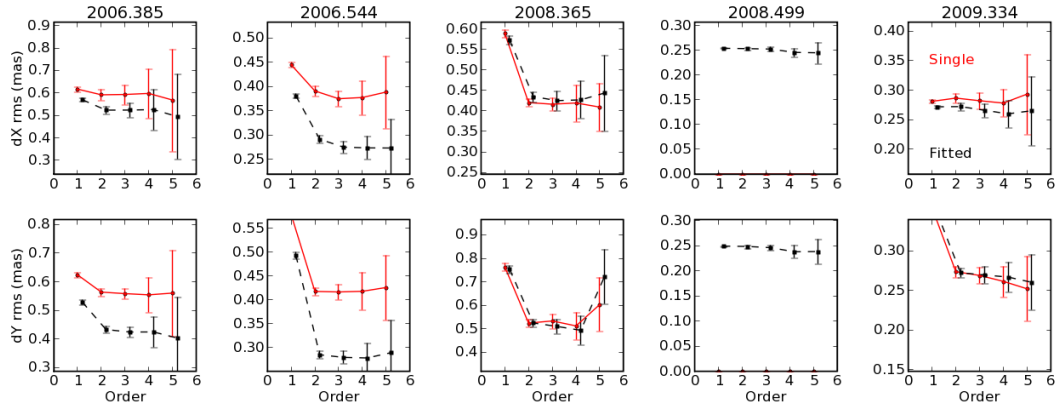 2006.385 2006.544 2008.365 2008.499 2009.334
dX rms (mas)
0.9 0.8 0.7 0.6 0.5 0.4 0.3
0 1 2 3 4 5 6
0.50 0.45 0.40 0.35 0.30 0.25
0 1 2 3 4 5 6
0.60 0.55 0.50 0.45 0.40 0.35 0.30 0.25
0 1 2 3 4 5 6
0.30 0.25 0.20 0.15 0.10 0.05 0.00
0 1 2 3 4 5 6
0.40 0.35 0.30 0.25 0.20
Single
Fitted
0 1 2 3 4 5 6
dY rms (mas)
0.8 0.7 0.6 0.5 0.4 0.3
0 1 2 3 4 5 6
Order
0.55 0.50 0.45 0.40 0.35 0.30
0 1 2 3 4 5 6
Order
0.9 0.8 0.7 0.6 0.5 0.4
0 1 2 3 4 5 6
Order
0.30 0.25 0.20 0.15 0.10 0.05 0.00
0 1 2 3 4 5 6
Order
0.30 0.25 0.20 0.15
0 1 2 3 4 5 6
Order